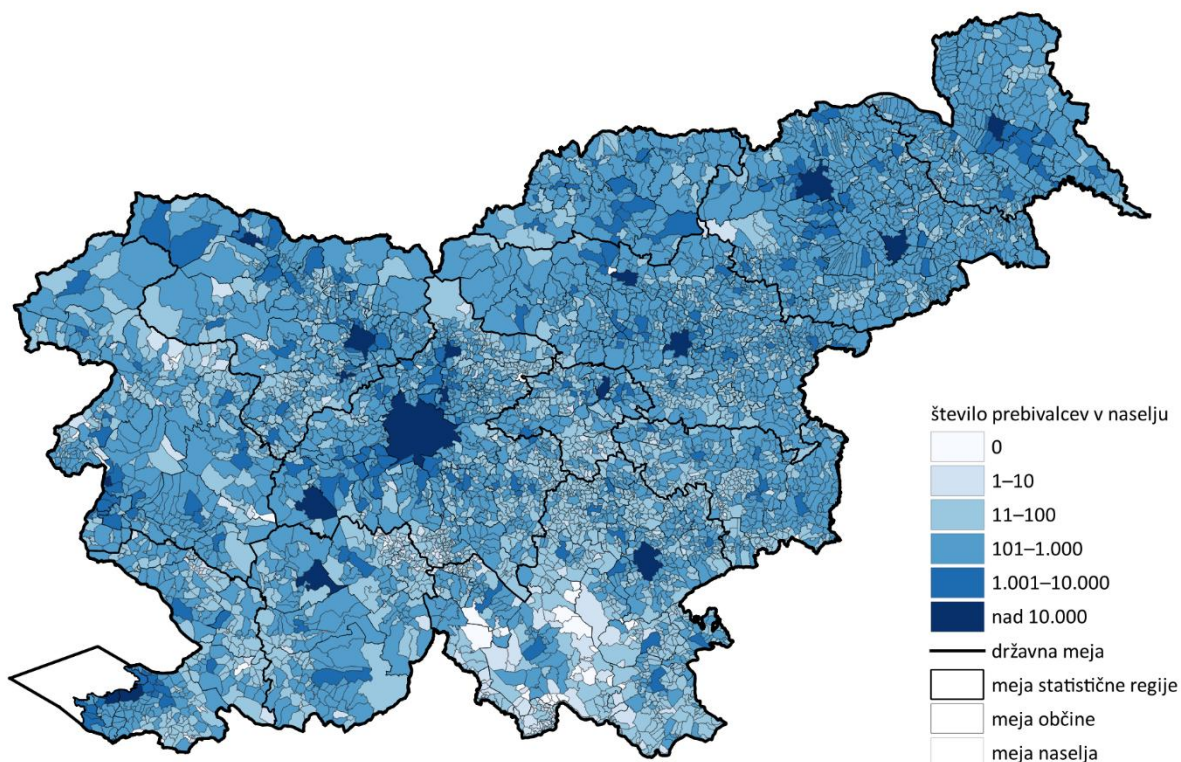 število prebivalcev v naselju
0
1–10
11–100
101–1.000
1.001–10.000
nad 10.000
državna meja
meja statistične regije
meja občine
meja naselja